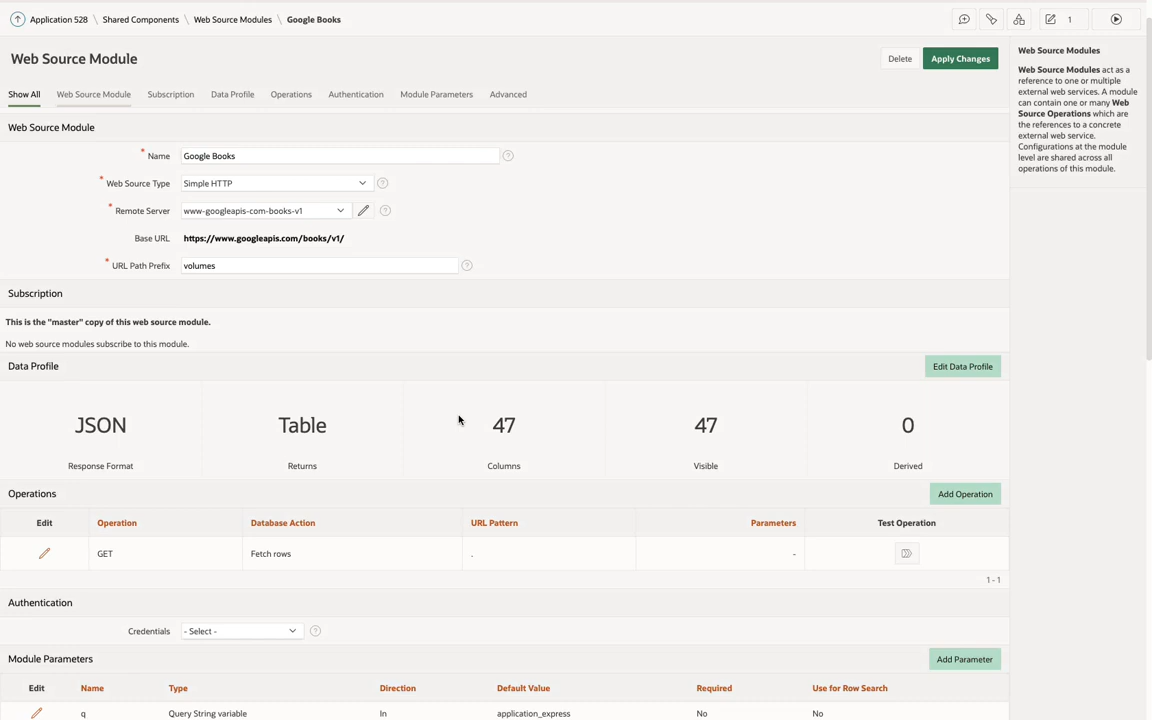 Application 528 \ Shared Components \ Web Source Modules \ Google Books
1
Web Source Module
Delete
Apply Changes
Show All
Web Source Module
Subscription
Data Profile
Operations
Authentication
Module Parameters
Advanced
Web Source Module
* Name
Google Books
?
* Web Source Type
Simple HTTP
?
* Remote Server
www-googleapis-com-books-v1
?
Base URL
https://www.googleapis.com/books/v1/
* URL Path Prefix
volumes
?
Subscription
This is the "master" copy of this web source module.
No web source modules subscribe to this module.
Data Profile
Edit Data Profile
JSON
Table
47
47
0
Response Format
Returns
Columns
Visible
Derived
Operations
Add Operation
Edit
Operation
Database Action
URL Pattern
Parameters
Test Operation
GET
Fetch rows
.
-
1 - 1
Authentication
Credentials
- Select -
?
Module Parameters
Add Parameter
Edit
Name
Type
Direction
Default Value
Required
Use for Row Search
q
Query String variable
In
application_express
No
No
Web Source Modules
Web Source Modules act as a
reference to one or multiple
external web services. A module
can contain one or many Web
Source Operations which are
the references to a concrete
external web service.
Configurations at the module
level are shared across all
operations of this module.